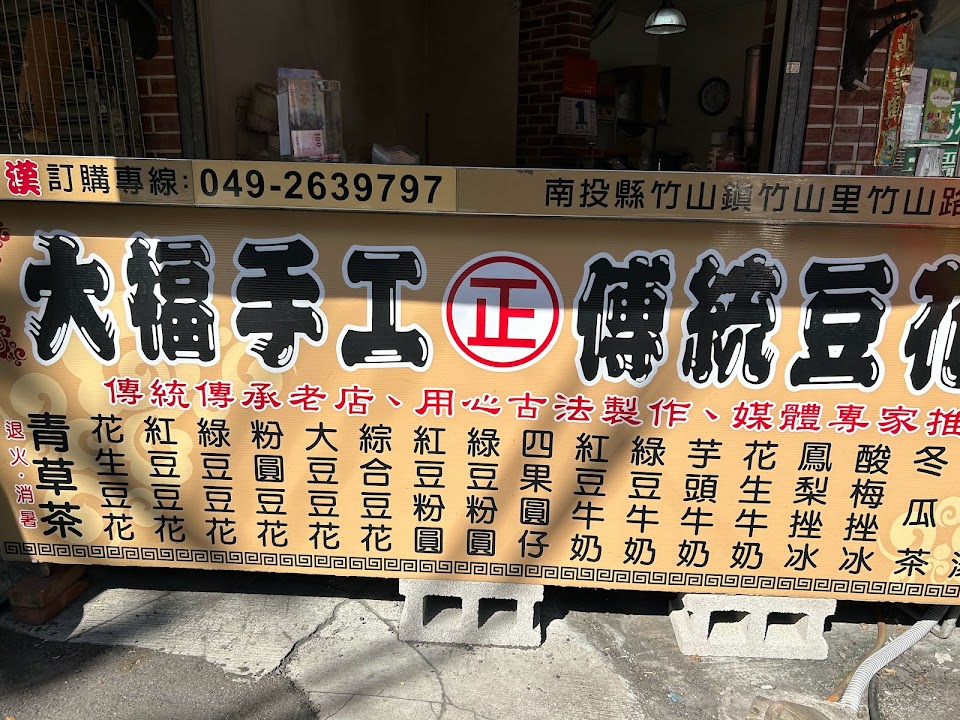 漢 訂購專線:049-2639797 南投縣竹山鎮竹山里竹山路
大福手工 正 傳統豆花
傳統傳承老店、用心古法製作、媒體專家推
退火·消暑
青草茶
花生豆花
紅豆豆花
綠豆豆花
粉圓豆花
大豆豆花
綜合豆花
紅豆粉圓
綠豆粉圓
四果圓仔
紅豆牛奶
綠豆牛奶
芋頭牛奶
花生牛奶
鳳梨挫冰
酸梅挫冰
冬瓜茶
1
100